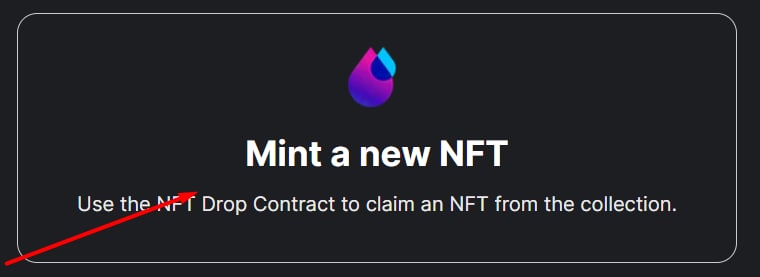 Mint a new NFT
Use the NFT Drop Contract to claim an NFT from the collection.